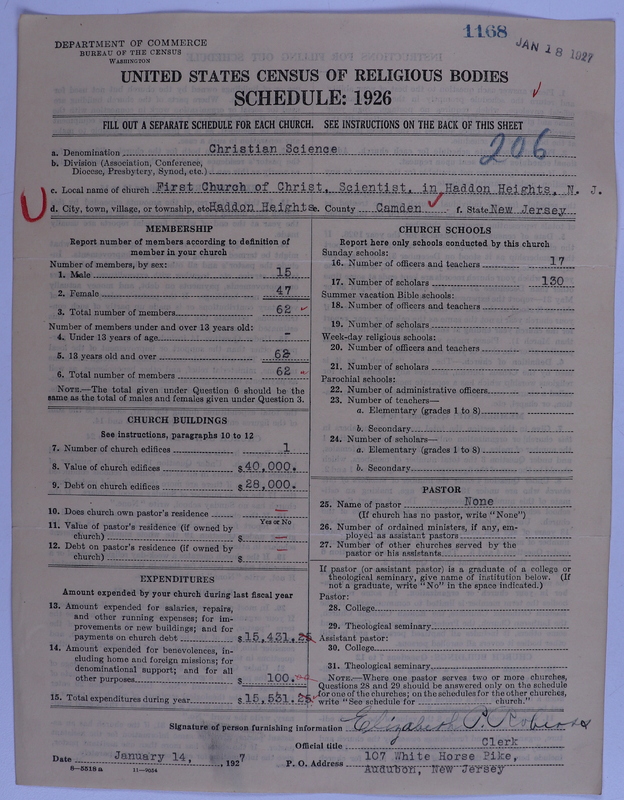 1168
JAN 18 1927
DEPARTMENT OF COMMERCE
BUREAU OF THE CENSUS
WASHINGTON
UNITED STATES CENSUS OF RELIGIOUS BODIES
SCHEDULE: 1926
FILL OUT A SEPARATE SCHEDULE FOR EACH CHURCH. SEE INSTRUCTIONS ON THE BACK OF THIS SHEET
206
a. Denomination Christian Science
b. Division (Association, Conference, Diocese, Presbytery, Synod, etc.)
c. Local name of church First Church of Christ, Scientist, in Haddon Heights, N. J.
d. City, town, village, or township, etc. Haddon Heights e. County Camden f. State New Jersey
MEMBERSHIP
Report number of members according to definition of member in your church
Number of members, by sex:
1. Male 15
2. Female 47
3. Total number of members 62
Number of members under and over 13 years old:
4. Under 13 years of age -
5. 13 years old and over 62
6. Total number of members 62
NOTE.—The total given under Question 6 should be the same as the total of males and females given under Question 3.
CHURCH BUILDINGS
See instructions, paragraphs 10 to 12
7. Number of church edifices 1
8. Value of church edifices $40,000.
9. Debt on church edifices $28,000.
10. Does church own pastor's residence —
Yes or No
11. Value of pastor's residence (if owned by church) $ —
12. Debt on pastor's residence (if owned by church) $ —
EXPENDITURES
Amount expended by your church during last fiscal year
13. Amount expended for salaries, repairs, and other running expenses; for improvements or new buildings; and for payments on church debt $15,431.25
14. Amount expended for benevolences, including home and foreign missions; for denominational support; and for all other purposes $ 100.
15. Total expenditures during year $15,531.25
CHURCH SCHOOLS
Report here only schools conducted by this church
Sunday schools:
16. Number of officers and teachers 17
17. Number of scholars 130
Summer vacation Bible schools:
18. Number of officers and teachers
19. Number of scholars
Week-day religious schools:
20. Number of officers and teachers
21. Number of scholars
Parochial schools:
22. Number of administrative officers
23. Number of teachers—
a. Elementary (grades 1 to 8)
b. Secondary
24. Number of scholars—
a. Elementary (grades 1 to 8)
b. Secondary
PASTOR
25. Name of pastor None
(If church has no pastor, write "None")
26. Number of ordained ministers, if any, employed as assistant pastors
27. Number of other churches served by the pastor or his assistants
If pastor (or assistant pastor) is a graduate of a college or theological seminary, give name of institution below. (If not a graduate, write "No" in the space indicated.)
Pastor:
28. College
29. Theological seminary
Assistant pastor:
30. College
31. Theological seminary
NOTE.—Where one pastor serves two or more churches, Question 28 and 29 should be answered only on the schedule for one of the churches; on the schedules for the other churches, write "See schedule for church."
Signature of person furnishing information Elizabeth P.
Official title Clerk
Date January 14, , 1927
P. O. Address 107 White Horse Pike,
Audubon, New Jersey
8—5518 a 11—9054